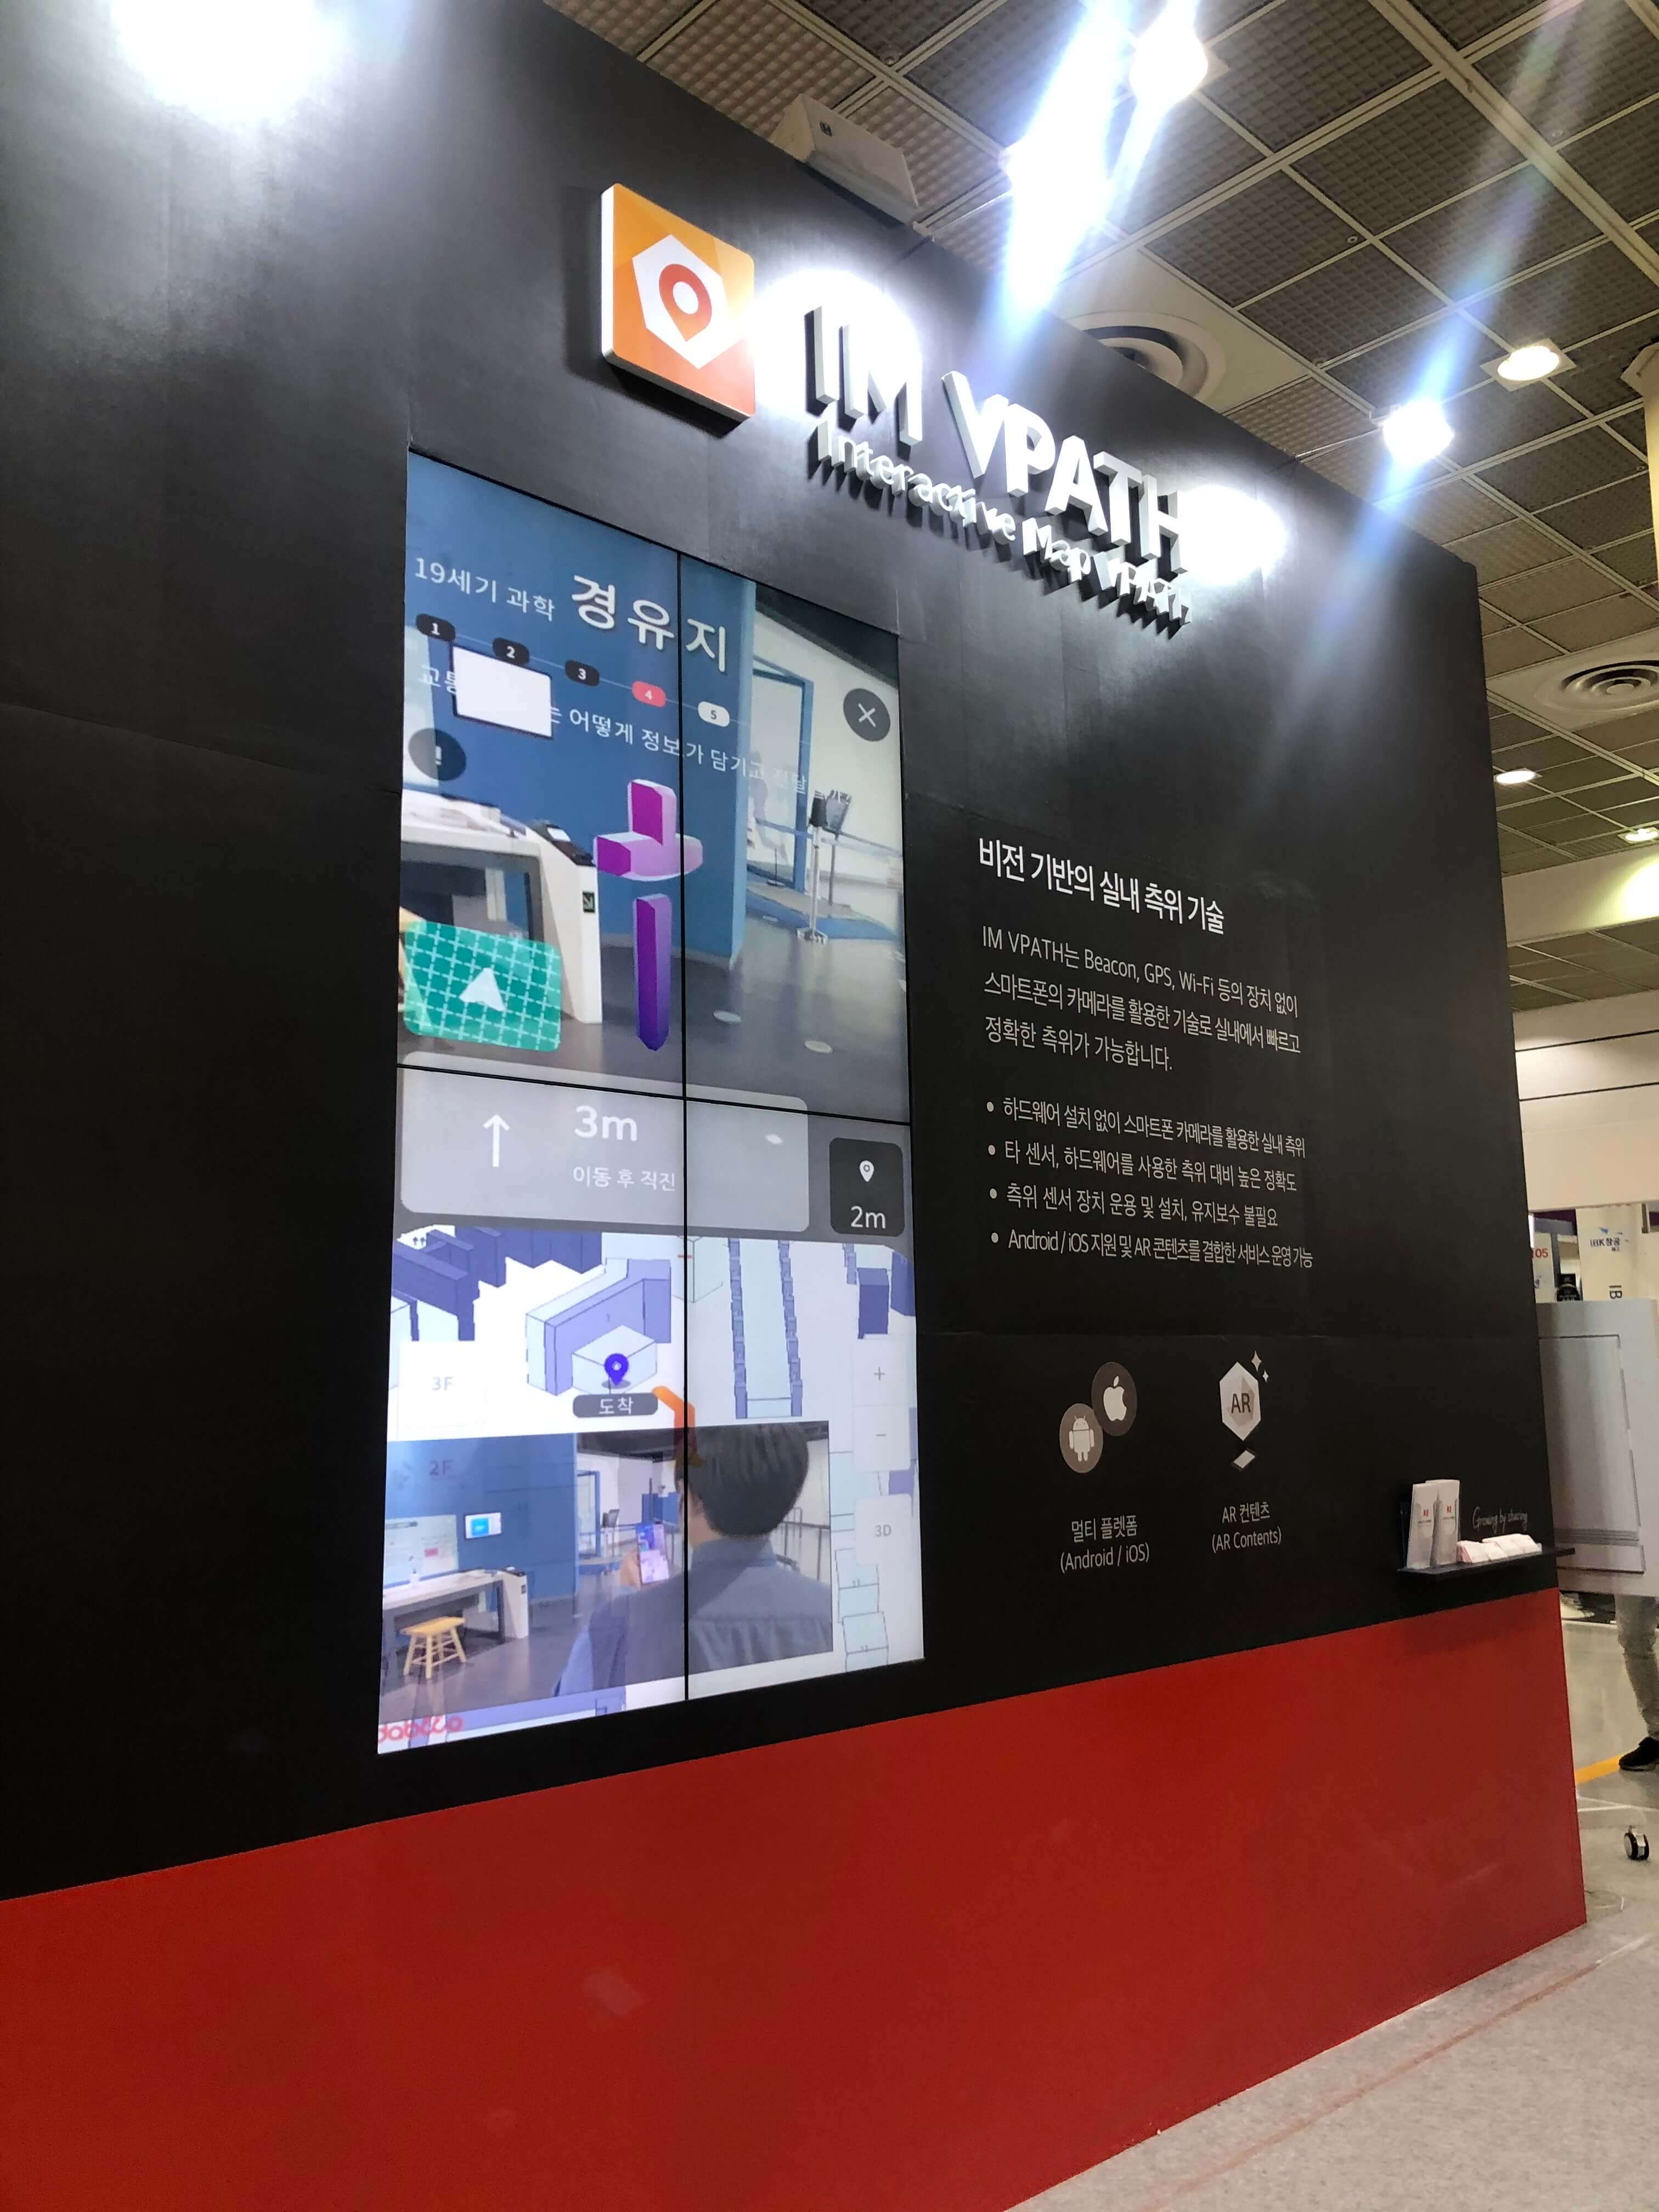 IM VPATH
Interactive Map VPATH
19세기 과학 경유지
1 2 3 4 5
어떻게 정보가 담기고
3m
이동 후 직진
2m
3F
도착
2F
3D
비전 기반의 실내 측위 기술
IM VPATH는 Beacon, GPS, Wi-Fi 등의 장치 없이
스마트폰의 카메라를 활용한 기술로 실내에서 빠르고
정확한 측위가 가능합니다.
• 하드웨어 설치 없이 스마트폰 카메라를 활용한 실내 측위
• 타 센서, 하드웨어를 사용한 측위 대비 높은 정확도
• 측위 센서 장치 운용 및 설치, 유지보수 불필요
• Android / iOS 지원 및 AR 콘텐츠를 결합한 서비스 운영 가능
AR
멀티 플렛폼
(Android / iOS)
AR 컨텐츠
(AR Contents)
Growing by sharing
IBK창공